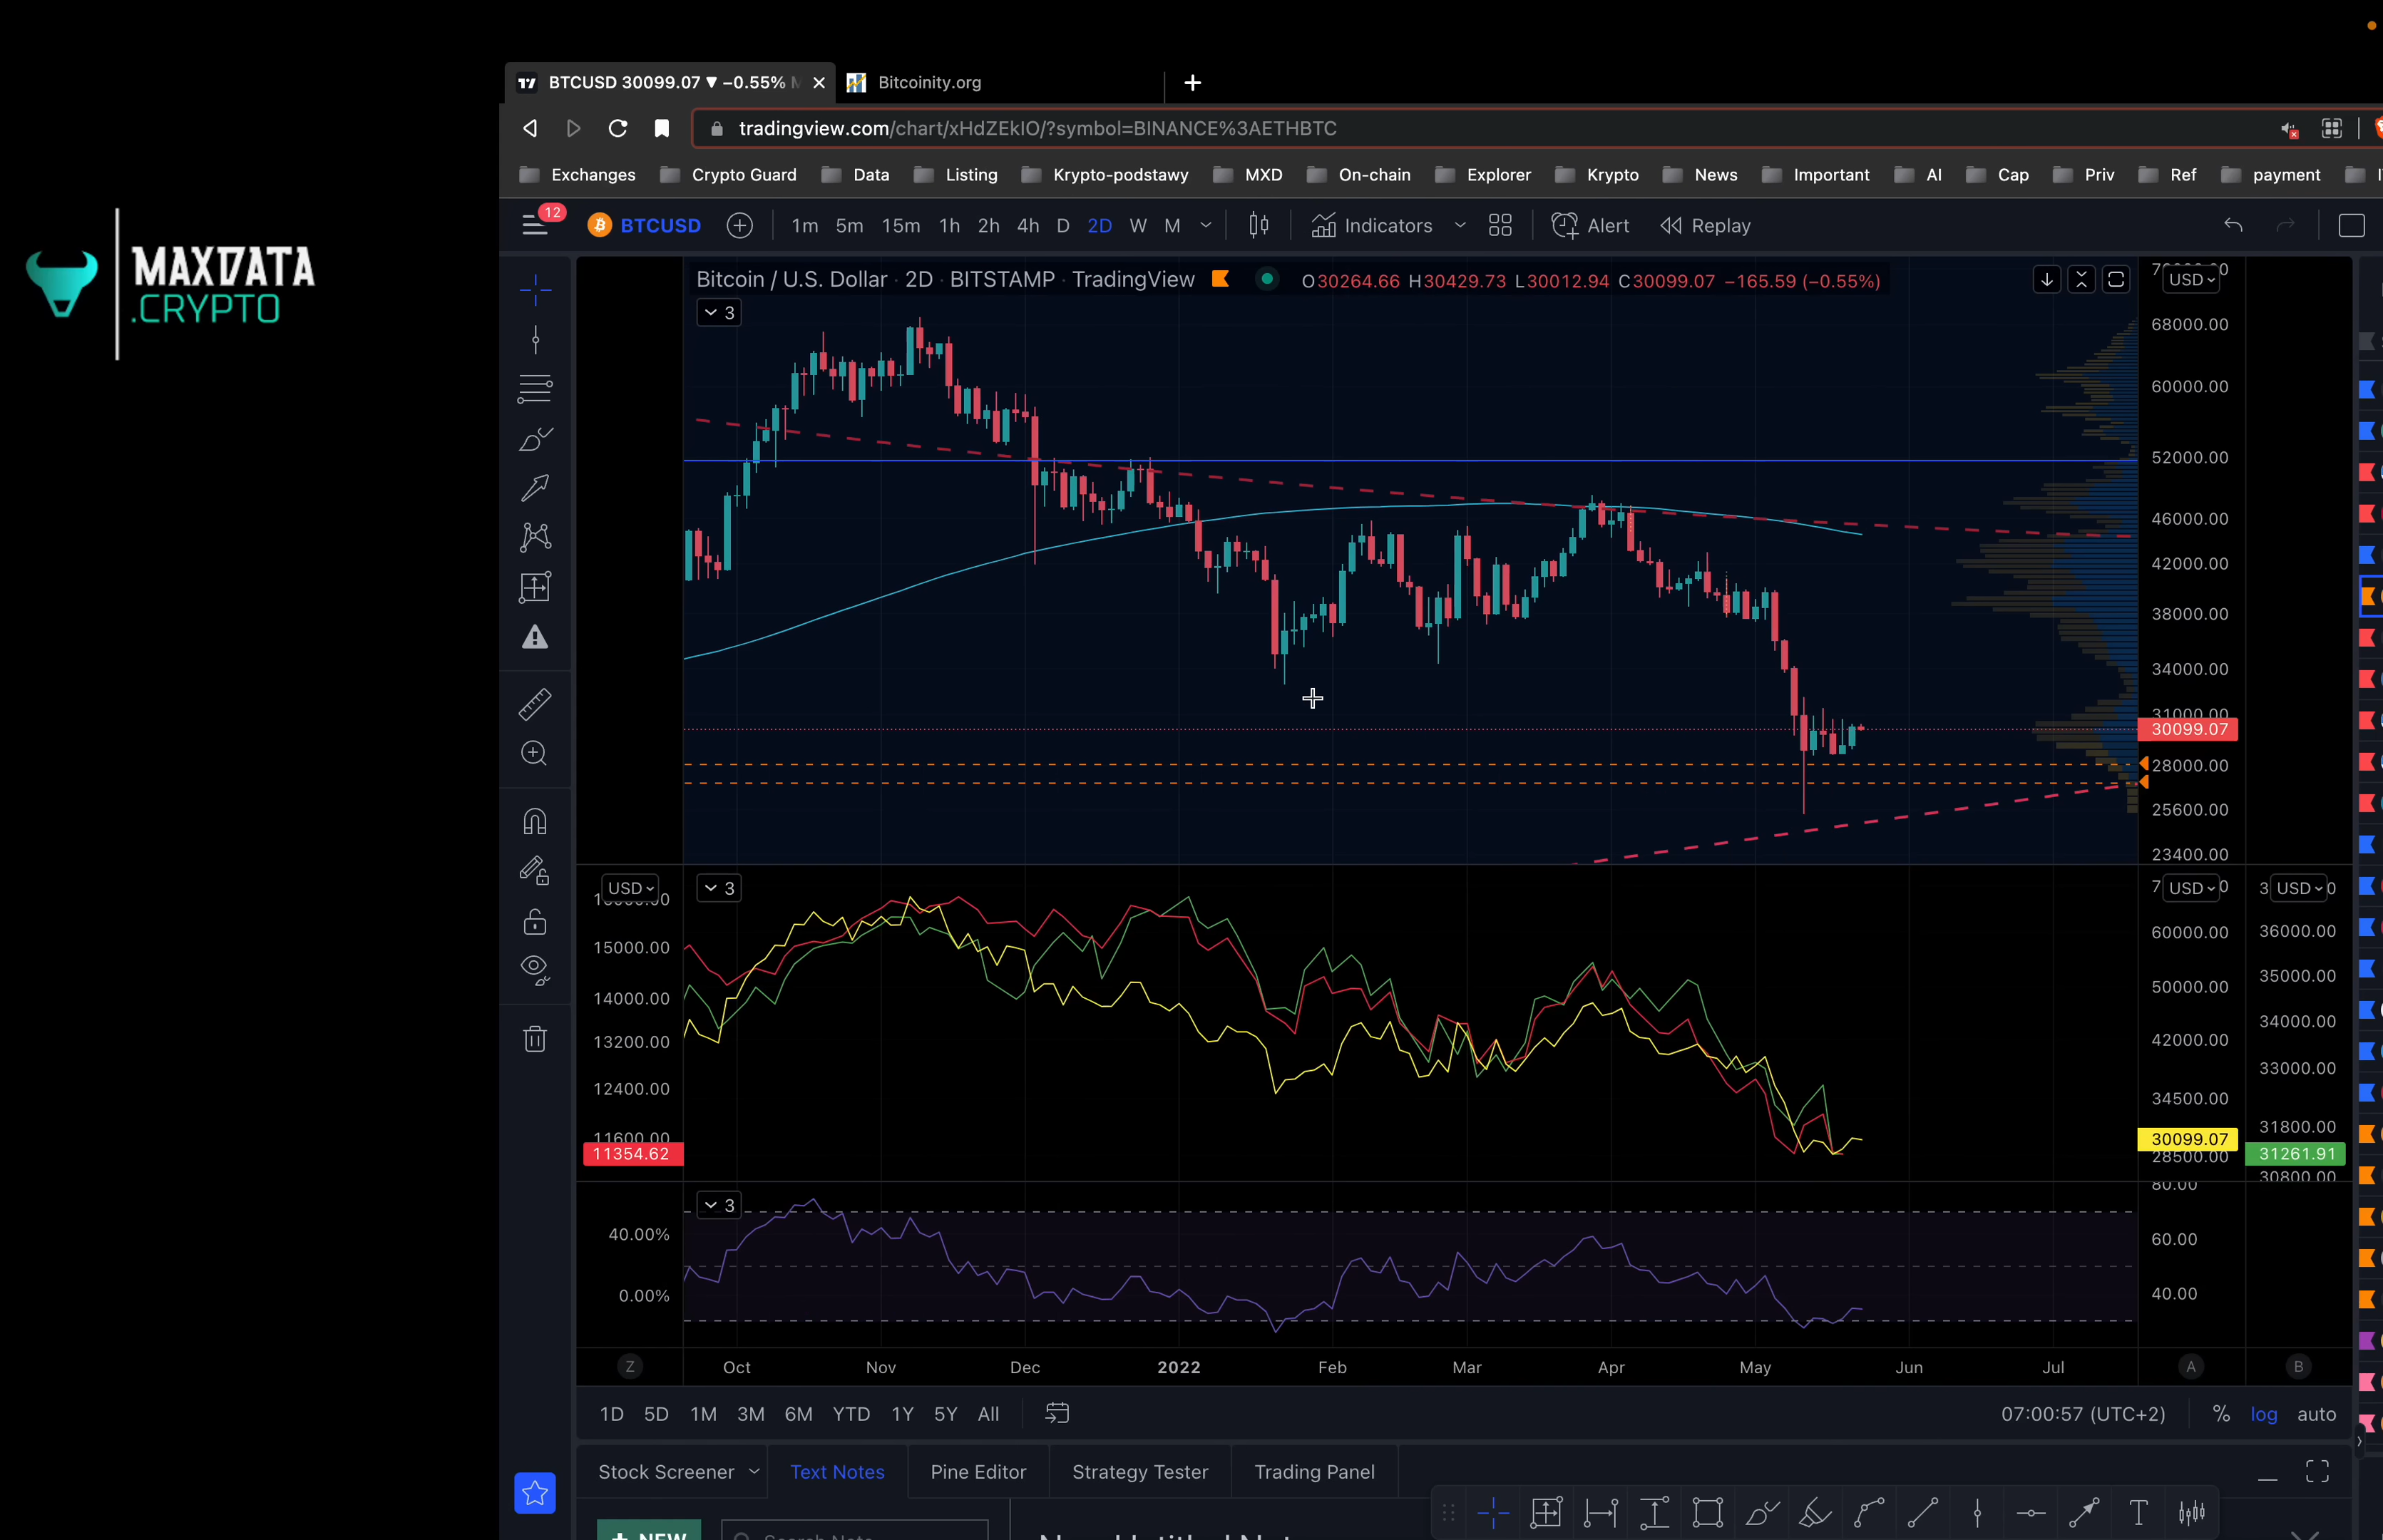 BTCUSD 30099.07 ▼ −0.55%
Bitcoinity.org
tradingview.com/chart/xHdZEkIO/?symbol=BINANCE%3AETHBTC
Exchanges Crypto Guard Data Listing Krypto-podstawy MXD On-chain Explorer Krypto News Important AI Cap Priv Ref payment
12
BTCUSD 1m 5m 15m 1h 2h 4h D 2D W M Indicators Alert Replay
MAXDATA
.CRYPTO
Bitcoin / U.S. Dollar · 2D · BITSTAMP · TradingView O30264.66 H30429.73 L30012.94 C30099.07 −165.59 (−0.55%)
3
USD
68000.00
60000.00
52000.00
46000.00
42000.00
38000.00
34000.00
31000.00
30099.07
28000.00
25600.00
23400.00
USD
3
15000.00
14000.00
13200.00
12400.00
11600.00
11354.62
USD
60000.00
50000.00
42000.00
34500.00
30099.07
28500.00
USD
36000.00
35000.00
34000.00
33000.00
31800.00
31261.91
30800.00
3
40.00%
0.00%
80.00
60.00
40.00
Z Oct Nov Dec 2022 Feb Mar Apr May Jun Jul A B
1D 5D 1M 3M 6M YTD 1Y 5Y All 07:00:57 (UTC+2) % log auto
Stock Screener Text Notes Pine Editor Strategy Tester Trading Panel
+ NEW